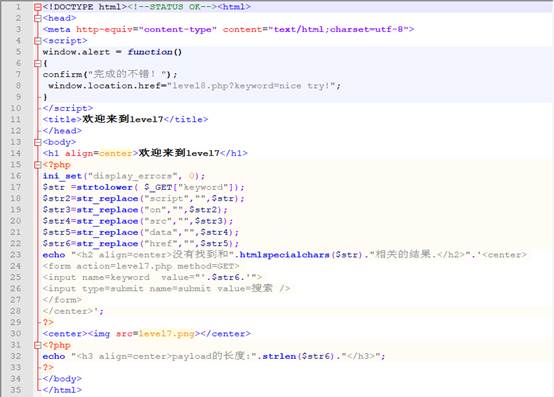 1 <!DOCTYPE html><!--STATUS OK--><html>
2 <head>
3 <meta http-equiv="content-type" content="text/html;charset=utf-8">
4 <script>
5 window.alert = function()
6 {
7 confirm("完成的不错！");
8 window.location.href="level8.php?keyword=nice try!";
9 }
10 </script>
11 <title>欢迎来到level7</title>
12 </head>
13 <body>
14 <h1 align=center>欢迎来到level7</h1>
15 <?php
16 ini_set("display_errors", 0);
17 $str =strtolower( $_GET["keyword"]);
18 $str2=str_replace("script","",$str);
19 $str3=str_replace("on","",$str2);
20 $str4=str_replace("src","",$str3);
21 $str5=str_replace("data","",$str4);
22 $str6=str_replace("href","",$str5);
23 echo "<h2 align=center>没有找到和".htmlspecialchars($str)."相关的结果.</h2>".'<center>
24 <form action=level7.php method=GET>
25 <input name=keyword  value="'.$str6.'">
26 <input type=submit name=submit value=搜索 />
27 </form>
28 </center>';
29 ?>
30 <center><img src=level7.png></center>
31 <?php
32 echo "<h3 align=center>payload的长度:".strlen($str6)."</h3>";
33 ?>
34 </body>
35 </html>